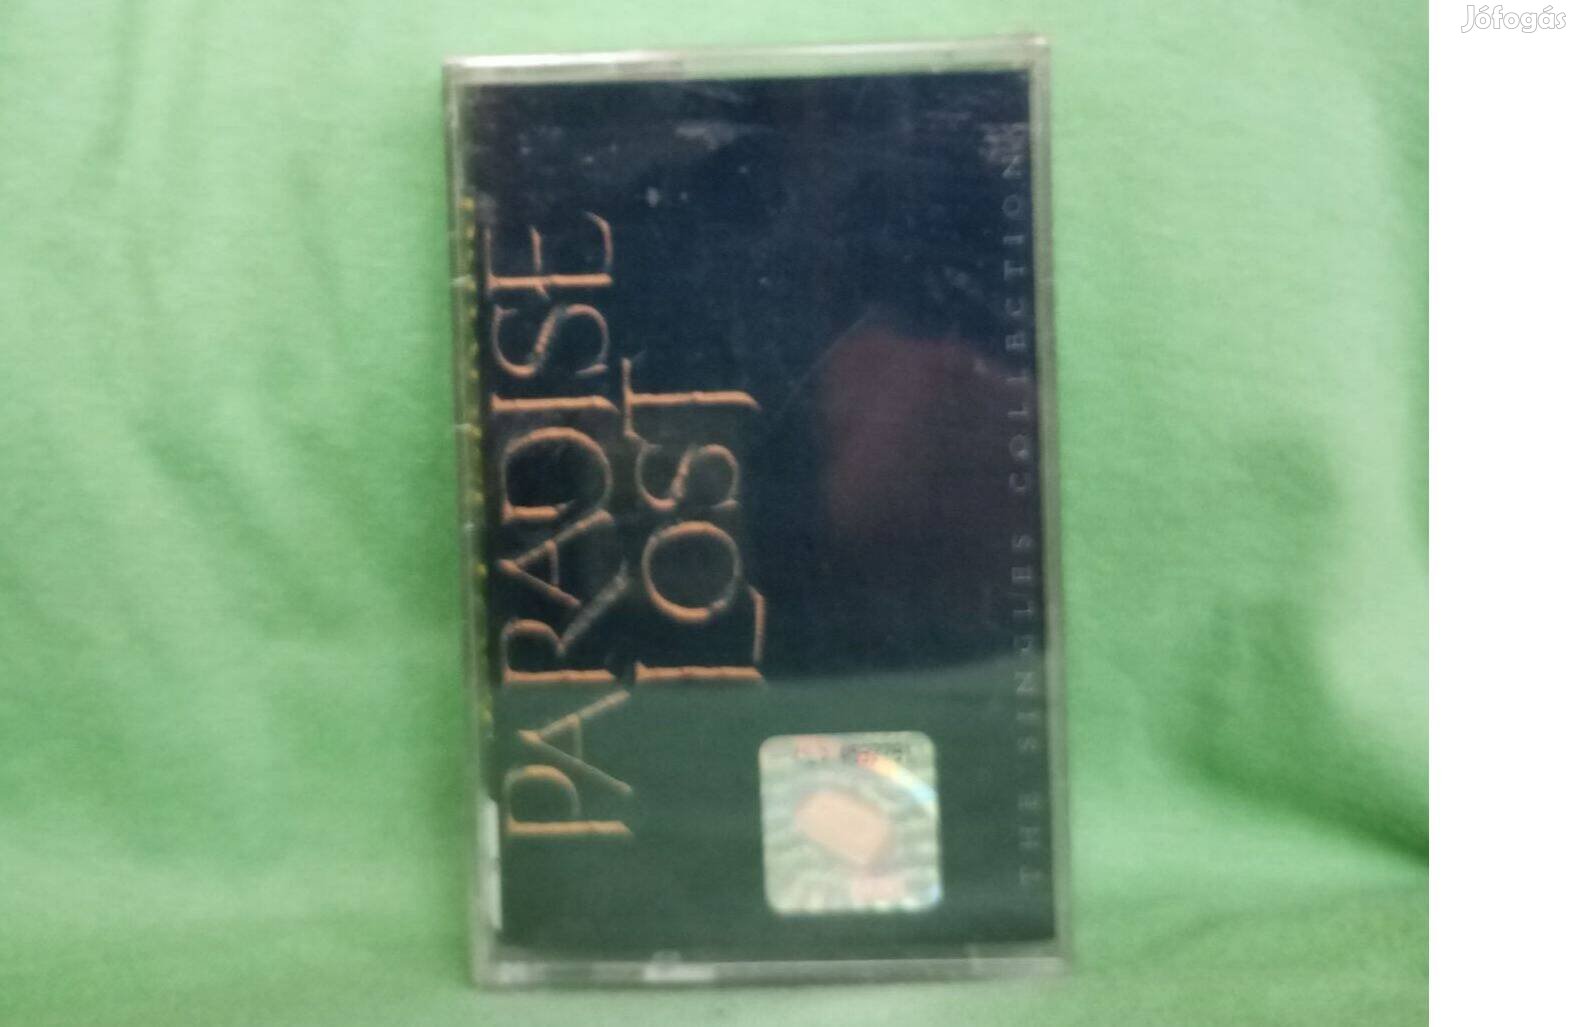 PARADISE
LOST
THE SINGLES COLLECTION
Jófogás